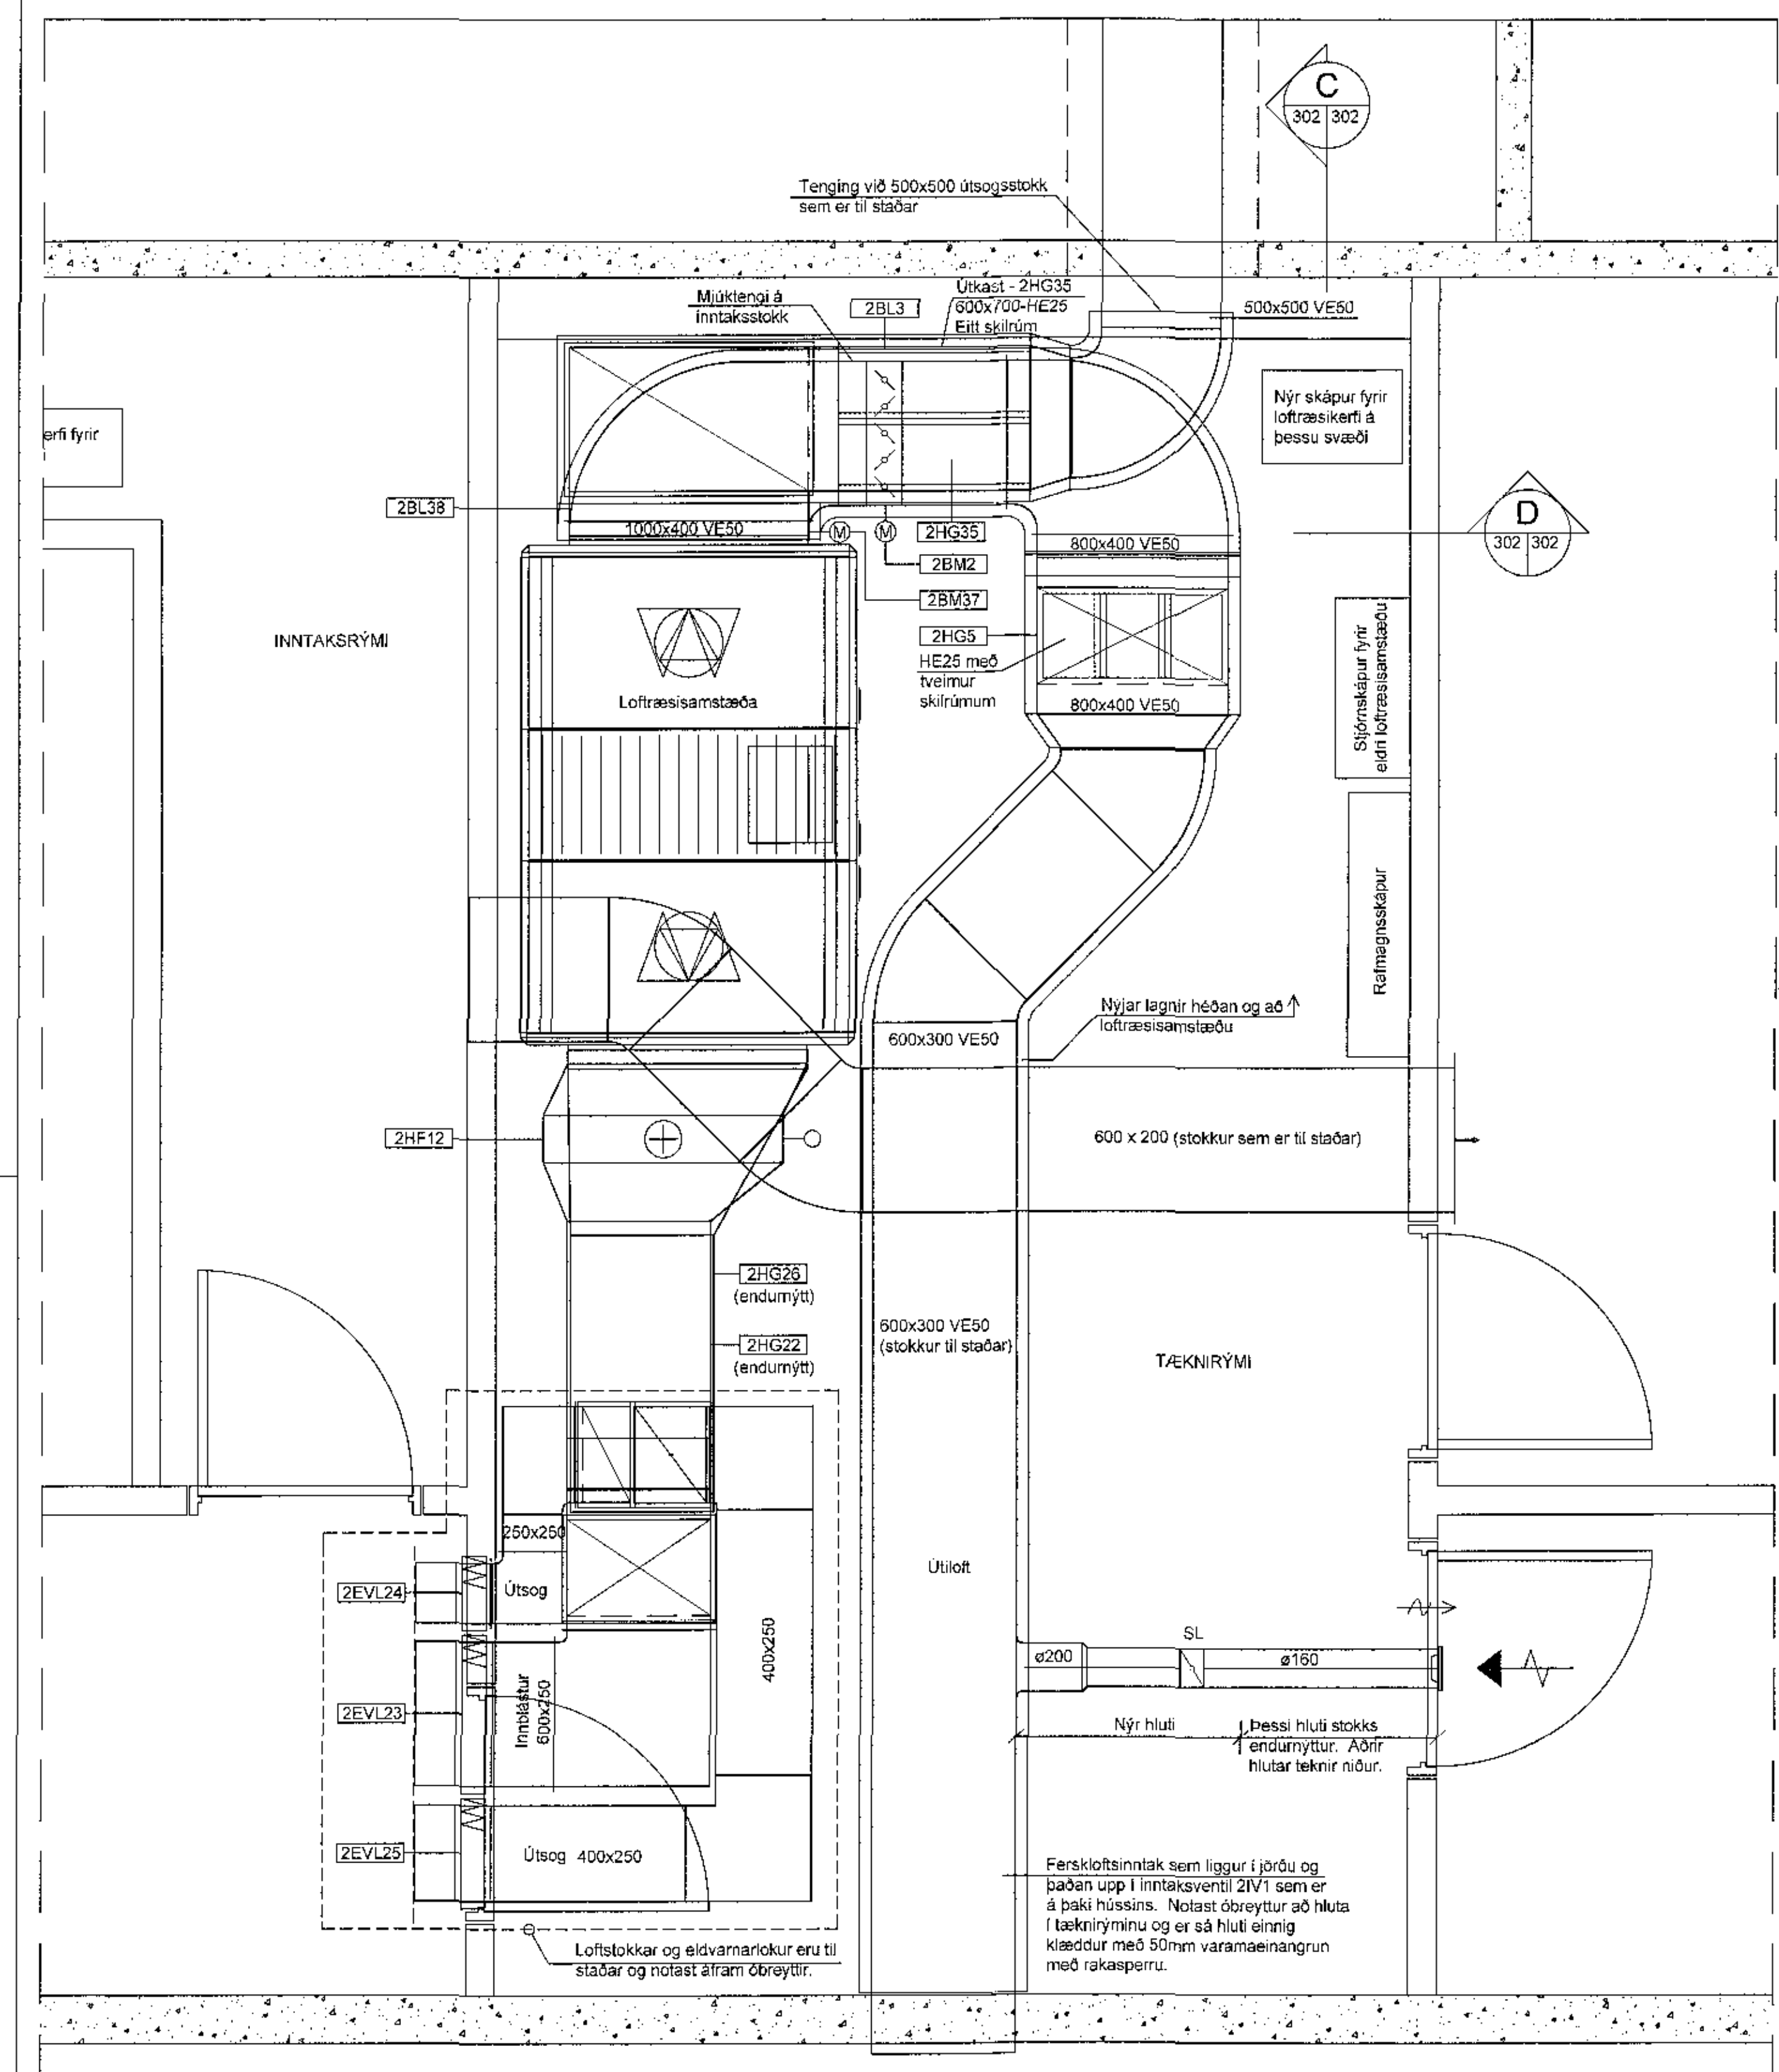 C
302 302
Tenging við 500x500 útsogsstokk
sem er til staðar
Mjúktengi á
inntaksstokk
2BL3
Útkast - 2HG35
600x700-HE25
Eitt skilrúm
500x500 VE50
erfi fyrir
Nýr skápur fyrir
loftræsikerfi á
þessu svæði
2BL38
1000x400 VE50
M
M
2HG35
800x400 VE50
D
302 302
2BM2
2BM37
2HG5
HE25 með
tveimur
skilrúmum
INNTAKSRÝMI
Loftræsisamstæða
800x400 VE50
Stjórnskápur fyrir
eldri loftræsisamstæðu
Rafmagnsskápur
Nýjar lagnir héðan og að
loftræsisamstæðu
600x300 VE50
2HF12
600 x 200 (stokkur sem er til staðar)
2HG26
(endurnýtt)
600x300 VE50
(stokkur til staðar)
2HG22
(endurnýtt)
TÆKNIRÝMI
250x250
Útiloft
2EVL24
Útsog
400x250
SL
ø200
ø160
2EVL23
Innblástur
600x250
Nýr hluti
Þessi hluti stokks
endurnýttur. Aðrir
hlutar teknir niður.
2EVL25
Útsog 400x250
Ferskloftsinntak sem liggur í jörðu og
þaðan upp í inntaksventil 2IV1 sem er
á þaki hússins. Notast óbreyttur að hluta
í tæknirýminu og er sá hluti einnig
klæddur með 50mm varamaeinangrun
með rakasperru.
Loftstokkar og eldvarnarlokur eru til
staðar og notast áfram óbreyttir.